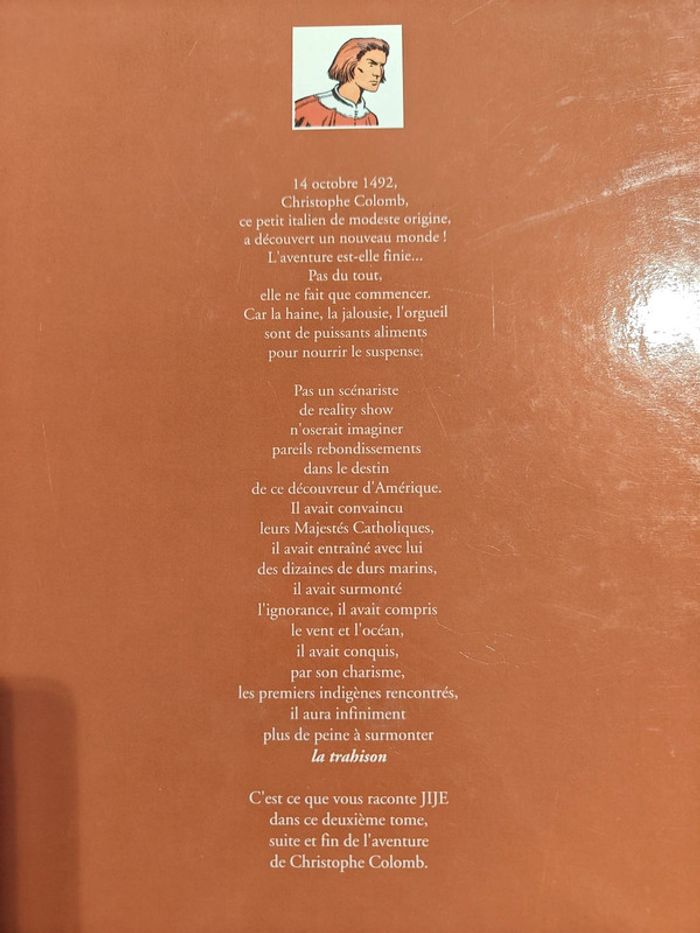 14 octobre 1492,
Christophe Colomb,
ce petit italien de modeste origine,
a découvert un nouveau monde !
L'aventure est-elle finie...
Pas du tout,
elle ne fait que commencer.
Car la haine, la jalousie, l'orgueil
sont de puissants aliments
pour nourrir le suspense.
Pas un scénariste
de reality show
n'oserait imaginer
pareils rebondissements
dans le destin
de ce découvreur d'Amérique.
Il avait convaincu
leurs Majestés Catholiques,
il avait entraîné avec lui
des dizaines de durs marins,
il avait surmonté
l'ignorance, il avait compris
le vent et l'océan,
il avait conquis,
par son charisme,
les premiers indigènes rencontrés,
il aura infiniment
plus de peine à surmonter
la trahison
C'est ce que vous raconte JIJE
dans ce deuxième tome,
suite et fin de l'aventure
de Christophe Colomb.